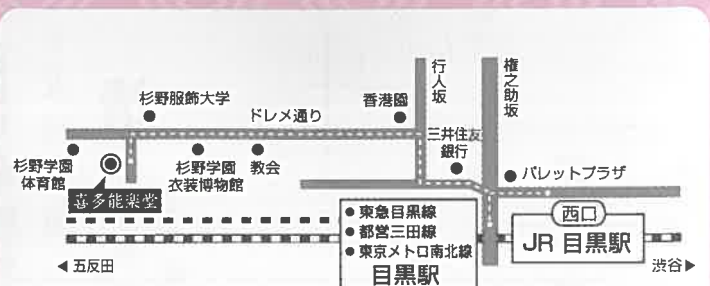 行人坂
権之助坂
杉野服飾大学
ドレメ通り
香港園
三井住友
銀行
パレットプラザ
杉野学園
体育館
杉野学園
衣装博物館
教会
喜多能楽堂
東急目黒線
都営三田線
東京メトロ南北線
目黒駅
西口
JR 目黒駅
◀ 五反田
渋谷 ▶